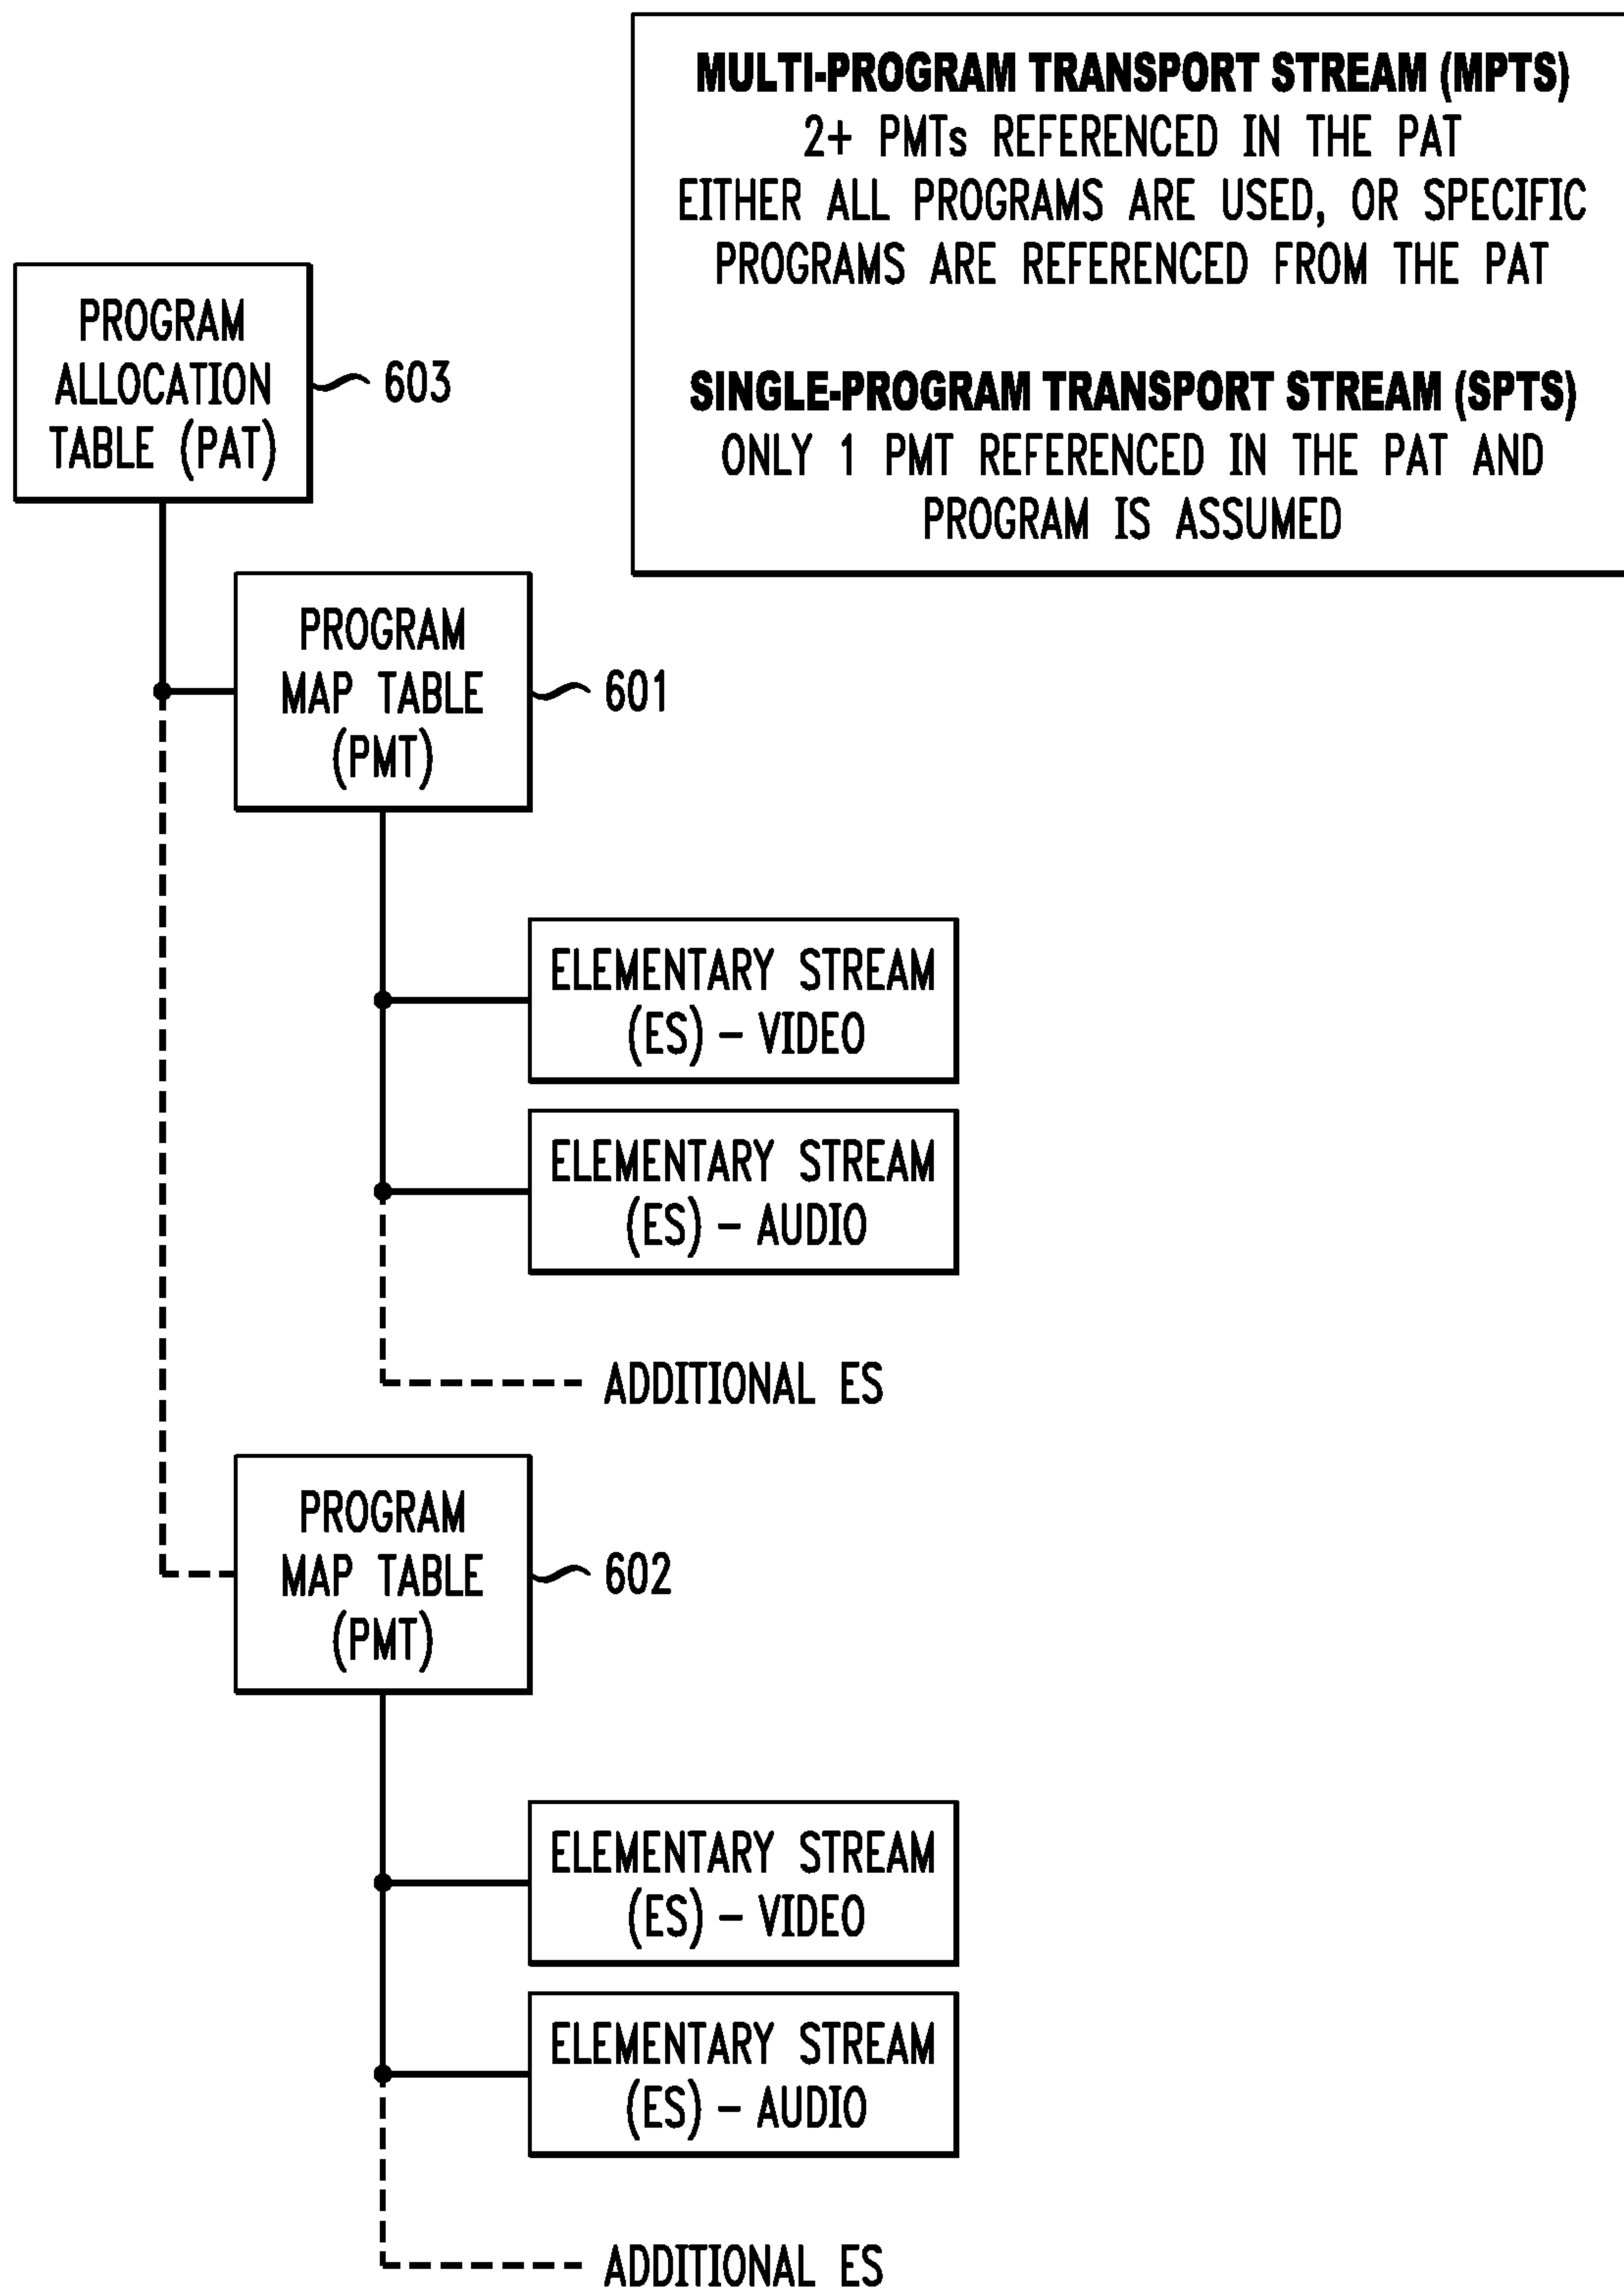 MULTI-PROGRAM TRANSPORT STREAM (MPTS)
2+ PMTs REFERENCED IN THE PAT
EITHER ALL PROGRAMS ARE USED, OR SPECIFIC
PROGRAMS ARE REFERENCED FROM THE PAT
SINGLE-PROGRAM TRANSPORT STREAM (SPTS)
ONLY 1 PMT REFERENCED IN THE PAT AND
PROGRAM IS ASSUMED
PROGRAM
ALLOCATION
TABLE (PAT)
603
PROGRAM
MAP TABLE
(PMT)
601
ELEMENTARY STREAM
(ES) – VIDEO
ELEMENTARY STREAM
(ES) – AUDIO
ADDITIONAL ES
PROGRAM
MAP TABLE
(PMT)
602
ELEMENTARY STREAM
(ES) – VIDEO
ELEMENTARY STREAM
(ES) – AUDIO
ADDITIONAL ES